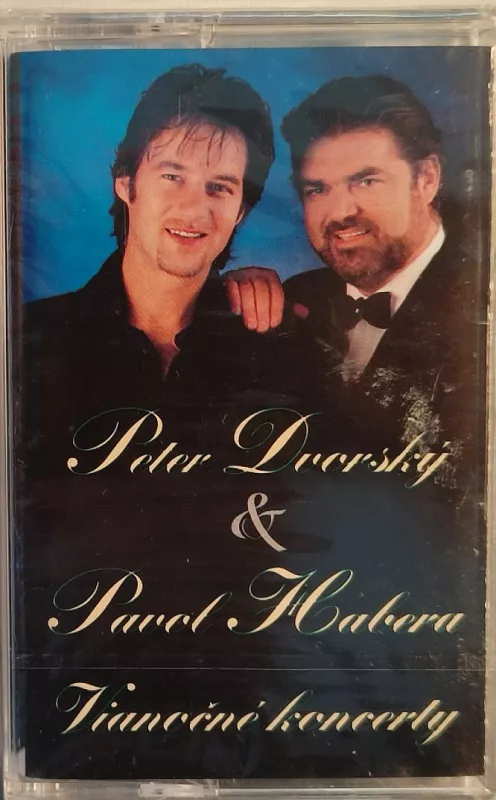 Peter Dvorský
&
Pavol Habera
Vianočné koncerty